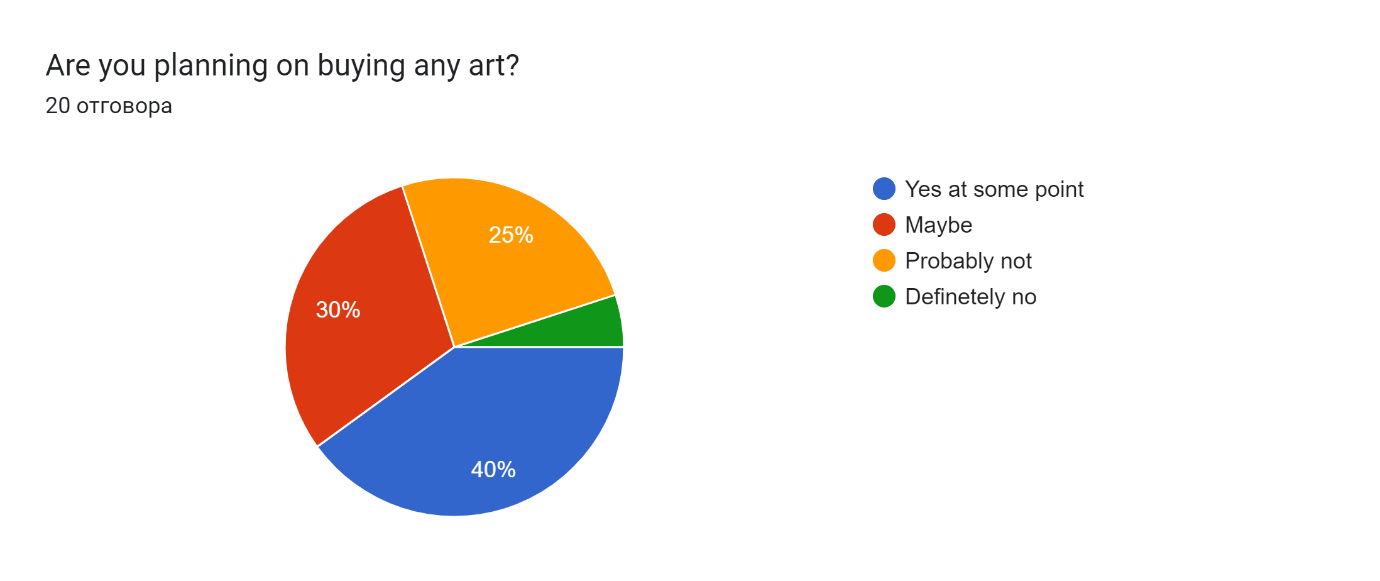 Are you planning on buying any art?
20 отговора
25%
30%
40%
Yes at some point
Maybe
Probably not
Definetely no